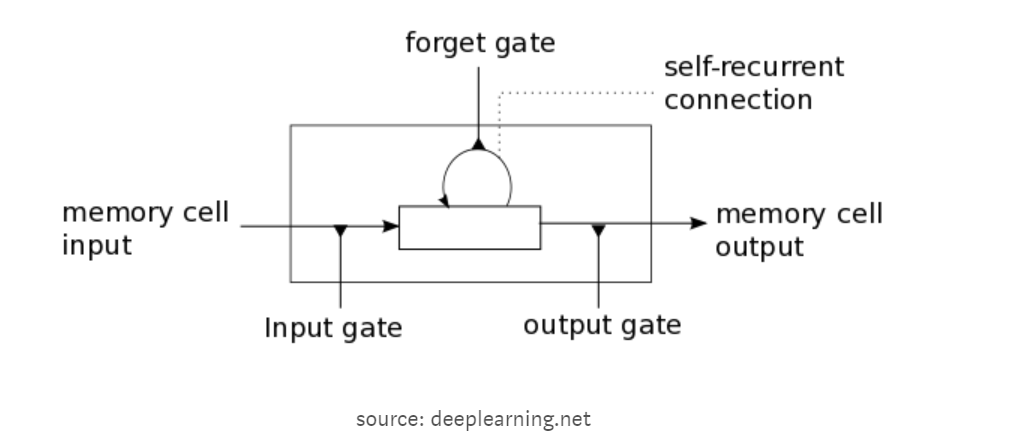 forget gate
self-recurrent
connection
memory cell
input
memory cell
output
Input gate
output gate
source: deeplearning.net